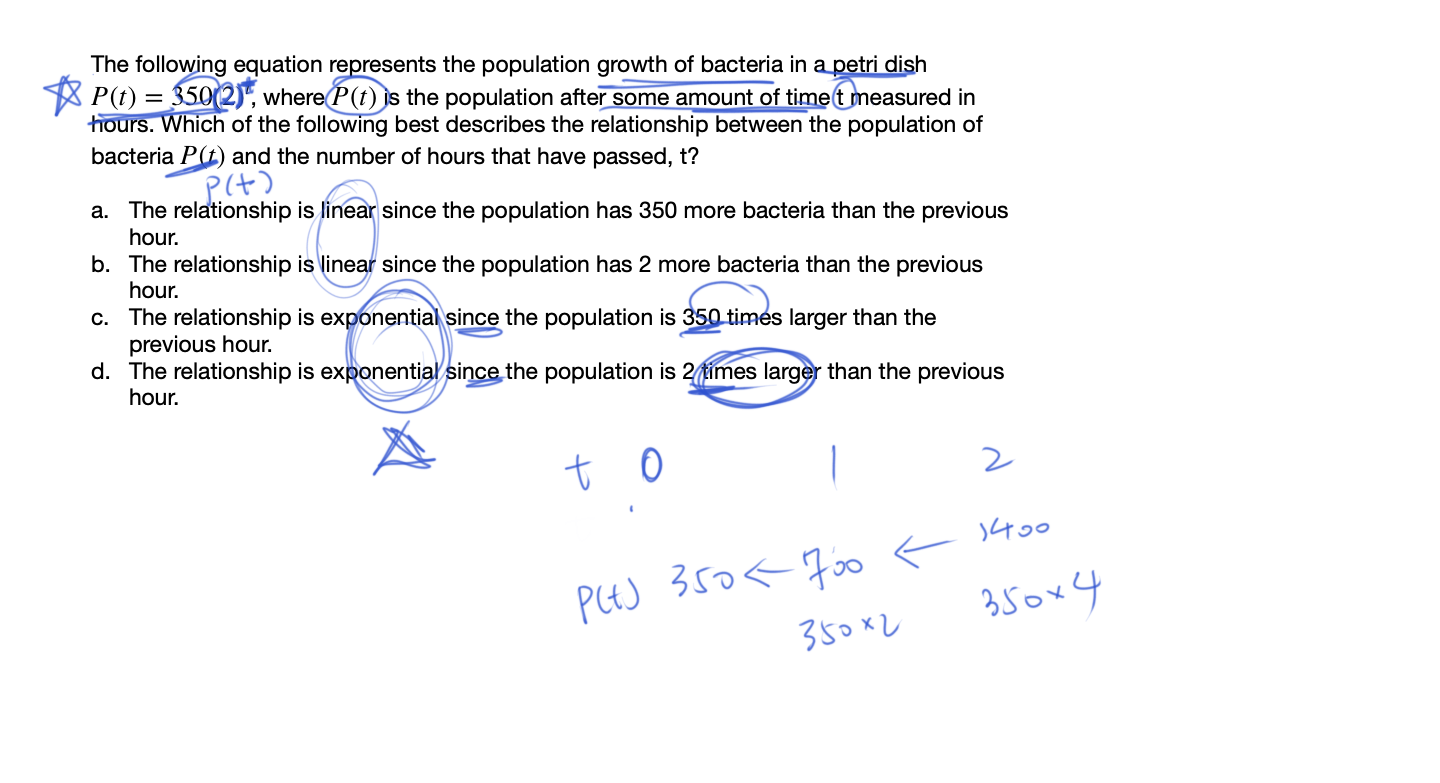 The following equation represents the population growth of bacteria in a petri dish
P(t) = 350(2)^t, where P(t) is the population after some amount of time t measured in
hours. Which of the following best describes the relationship between the population of
bacteria P(t) and the number of hours that have passed, t?
P(t)
a. The relationship is linear since the population has 350 more bacteria than the previous
hour.
b. The relationship is linear since the population has 2 more bacteria than the previous
hour.
c. The relationship is exponential since the population is 350 times larger than the
previous hour.
d. The relationship is exponential since the population is 2 times larger than the previous
hour.
t 0 1 2
P(t) 350 ← 700 ← 1400
350×2 350×4